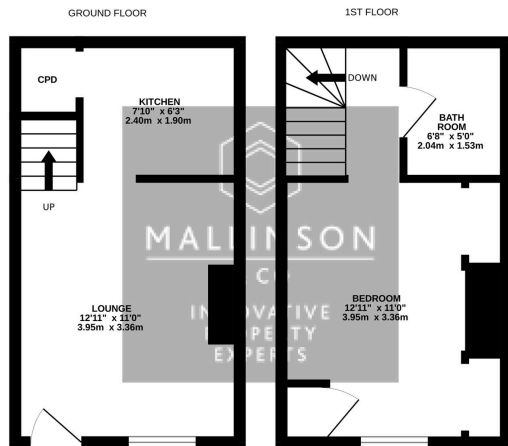 GROUND FLOOR
1ST FLOOR
CPD
KITCHEN
7'10" x 6'3"
2.40m x 1.90m
UP
LOUNGE
12'11" x 11'0"
3.95m x 3.36m
DOWN
BATH
ROOM
6'8" x 5'0"
2.04m x 1.53m
BEDROOM
12'11" x 11'0"
3.95m x 3.36m
MALLINSON
CO
INNOVATIVE
PROPERTY
EXPERTS